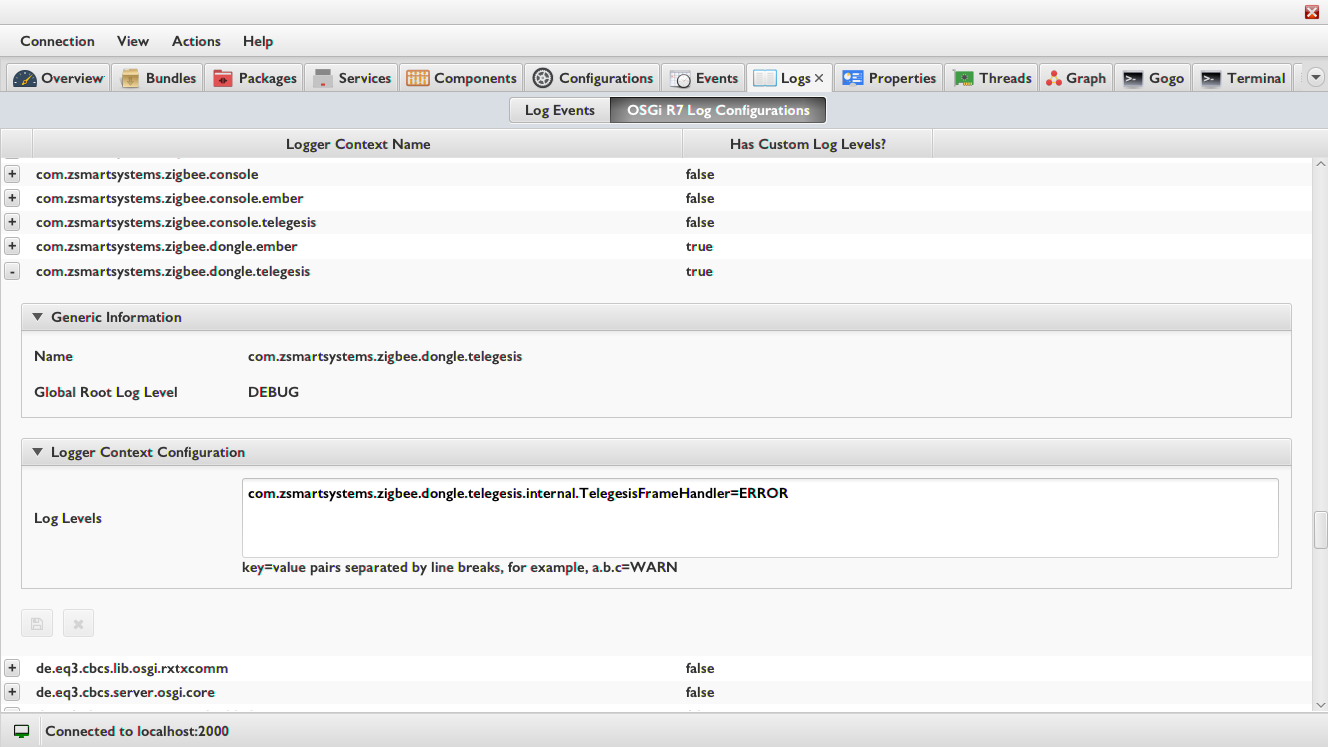 Connection View Actions Help
Overview Bundles Packages Services Components Configurations Events Logs Properties Threads Graph Gogo Terminal
Log Events OSGi R7 Log Configurations
Logger Context Name Has Custom Log Levels?
+ com.zsmartsystems.zigbee.console false
+ com.zsmartsystems.zigbee.console.ember false
+ com.zsmartsystems.zigbee.console.telegesis false
+ com.zsmartsystems.zigbee.dongle.ember true
- com.zsmartsystems.zigbee.dongle.telegesis true
Generic Information
Name com.zsmartsystems.zigbee.dongle.telegesis
Global Root Log Level DEBUG
Logger Context Configuration
com.zsmartsystems.zigbee.dongle.telegesis.internal.TelegesisFrameHandler=ERROR
Log Levels
key=value pairs separated by line breaks, for example, a.b.c=WARN
+ de.eq3.cbcs.lib.osgi.rxtxcomm false
+ de.eq3.cbcs.server.osgi.core false
Connected to localhost:2000